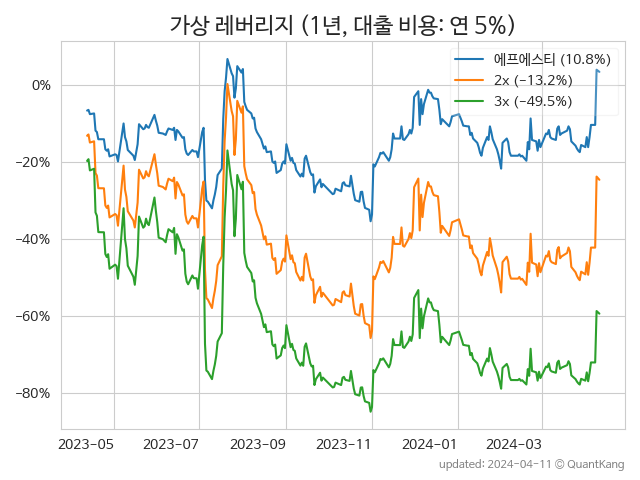 가상 레버리지 (1년, 대출 비용: 연 5%)
에프에스티 (10.8%)
2x (−13.2%)
3x (−49.5%)
0%
−20%
−40%
−60%
−80%
2023-05 2023-07 2023-09 2023-11 2024-01 2024-03
updated: 2024-04-11 © QuantKang